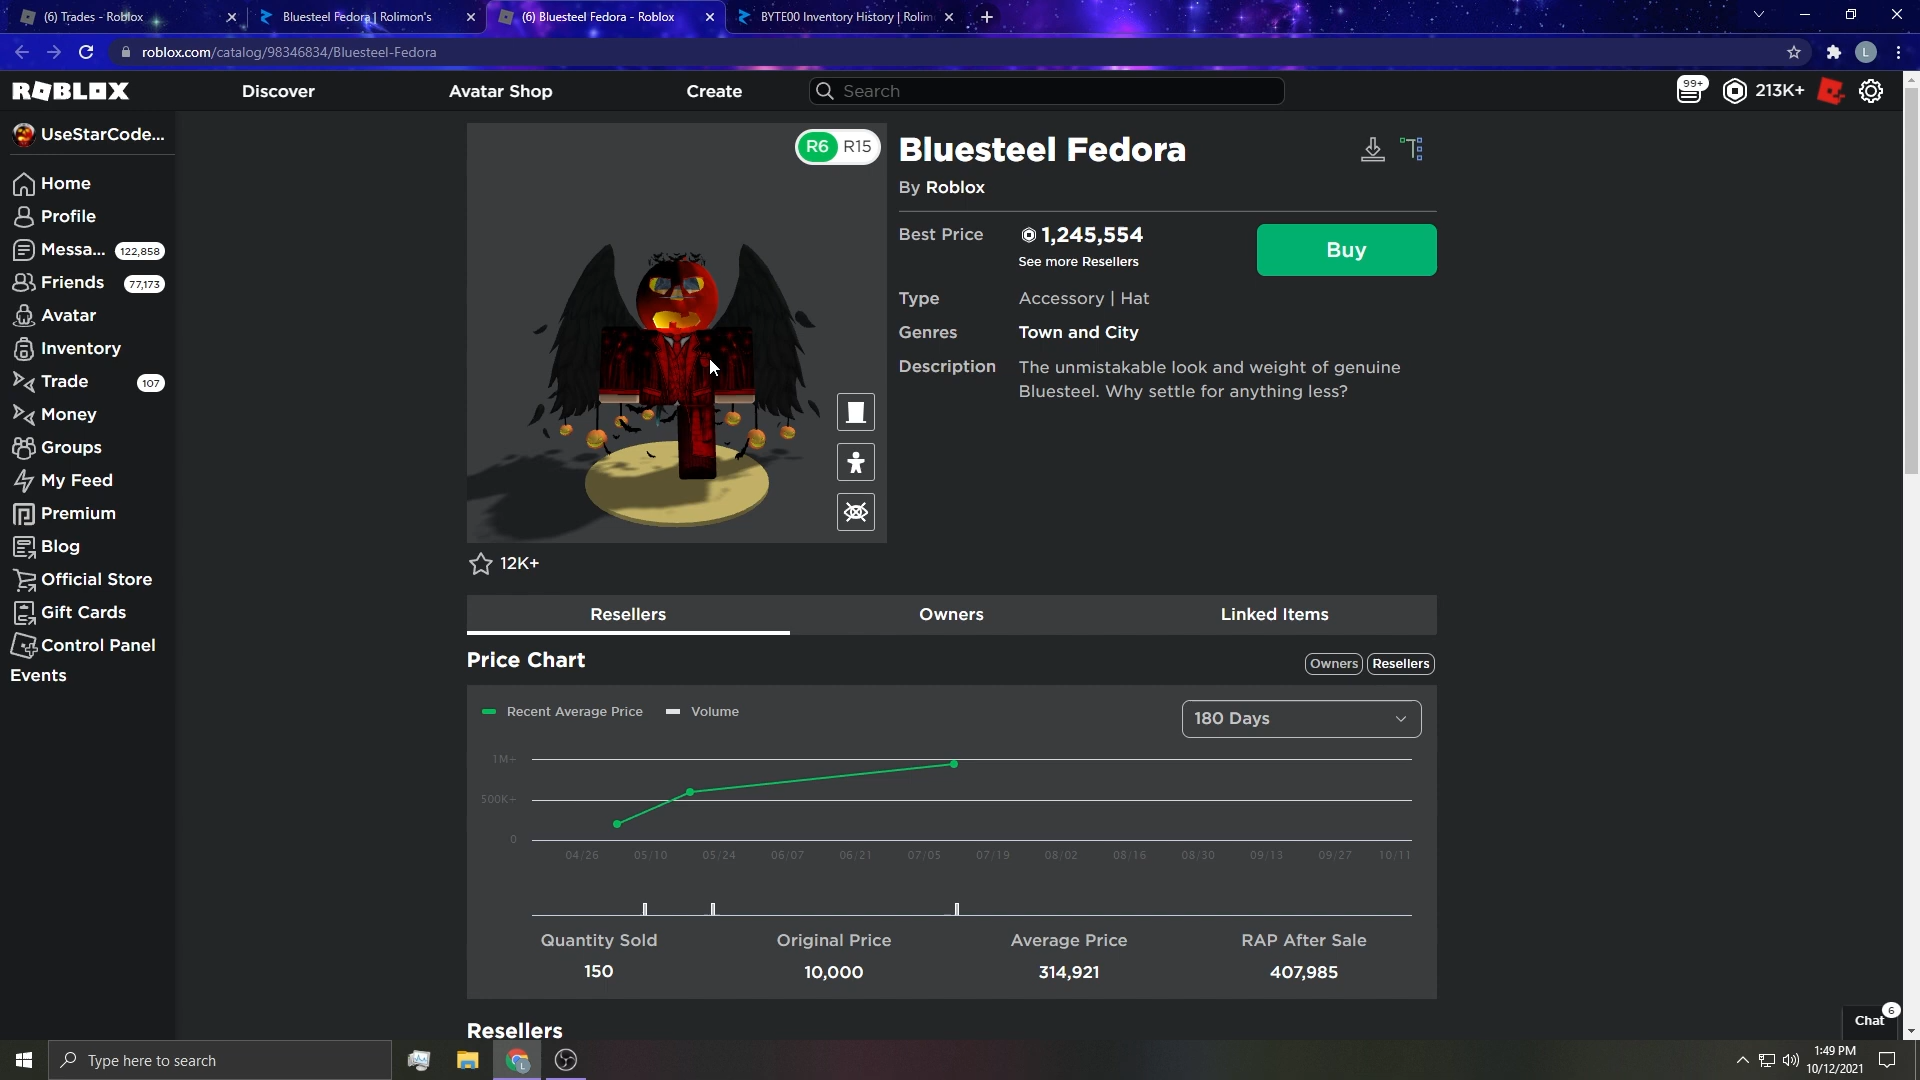 (6) Trades - Roblox
Bluesteel Fedora | Rolimon's
(6) Bluesteel Fedora - Roblox
BYTE00 Inventory History | Rolim
roblox.com/catalog/98346834/Bluesteel-Fedora
L
ROBLOX
Discover
Avatar Shop
Create
Search
99+
213K+
UseStarCode...
Home
Profile
Messa... 122,858
Friends 77,173
Avatar
Inventory
Trade 107
Money
Groups
My Feed
Premium
Blog
Official Store
Gift Cards
Control Panel
Events
R6 R15
12K+
Bluesteel Fedora
By Roblox
Best Price 1,245,554
See more Resellers
Buy
Type Accessory | Hat
Genres Town and City
Description The unmistakable look and weight of genuine
Bluesteel. Why settle for anything less?
Resellers Owners Linked Items
Price Chart
Owners Resellers
Recent Average Price Volume
180 Days
1M+
500K+
0
04/26 05/10 05/24 06/07 06/21 07/05 07/19 08/02 08/16 08/30 09/13 09/27 10/11
Quantity Sold Original Price Average Price RAP After Sale
150 10,000 314,921 407,985
Resellers
Chat 6
Type here to search
L
1:49 PM
10/12/2021